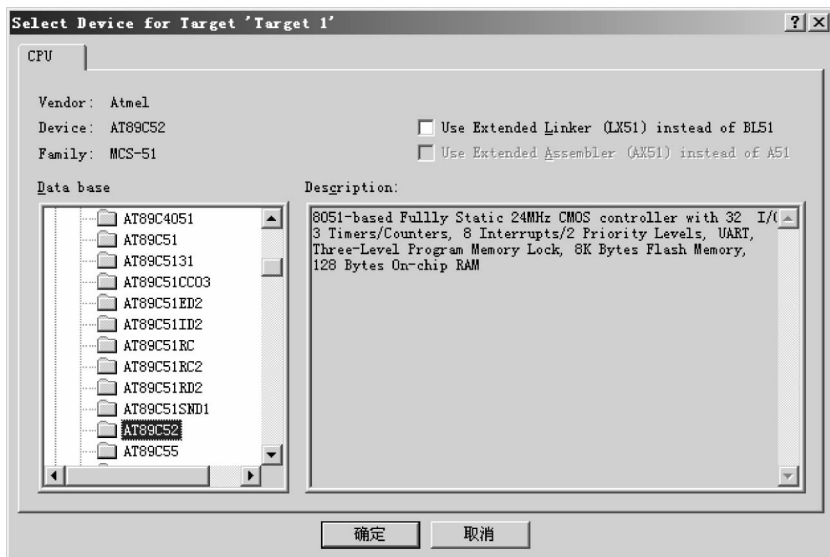 Select Device for Target 'Target 1'
CPU
Vendor: Atmel
Device: AT89C52
Family: MCS-51
Use Extended Linker (LX51) instead of BL51
Use Extended Assembler (AX51) instead of A51
Data base
AT89C4051
AT89C51
AT89C5131
AT89C51CC03
AT89C51ED2
AT89C51ID2
AT89C51RC
AT89C51RC2
AT89C51RD2
AT89C51SND1
AT89C52
AT89C55
Description:
8051-based Fullly Static 24MHz CMOS controller with 32 I/O
3 Timers/Counters, 8 Interrupts/2 Priority Levels, UART,
Three-Level Program Memory Lock, 8K Bytes Flash Memory,
128 Bytes On-chip RAM
确定
取消